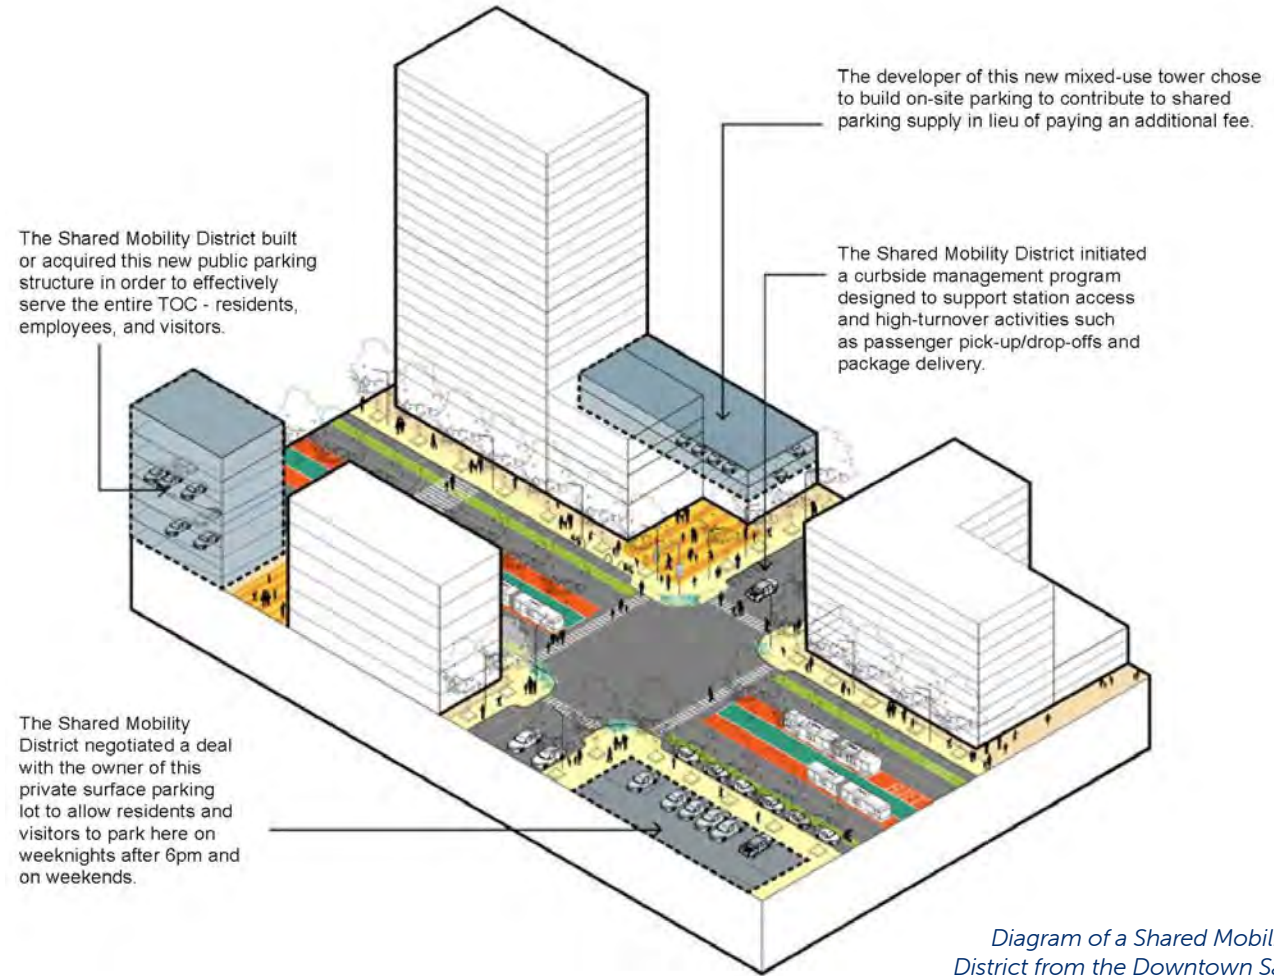 The developer of this new mixed-use tower chose
to build on-site parking to contribute to shared
parking supply in lieu of paying an additional fee.
The Shared Mobility District built
or acquired this new public parking
structure in order to effectively
serve the entire TOC - residents,
employees, and visitors.
The Shared Mobility District initiated
a curbside management program
designed to support station access
and high-turnover activities such
as passenger pick-up/drop-offs and
package delivery.
The Shared Mobility
District negotiated a deal
with the owner of this
private surface parking
lot to allow residents and
visitors to park here on
weeknights after 6pm and
on weekends.
Diagram of a Shared Mobil
District from the Downtown S